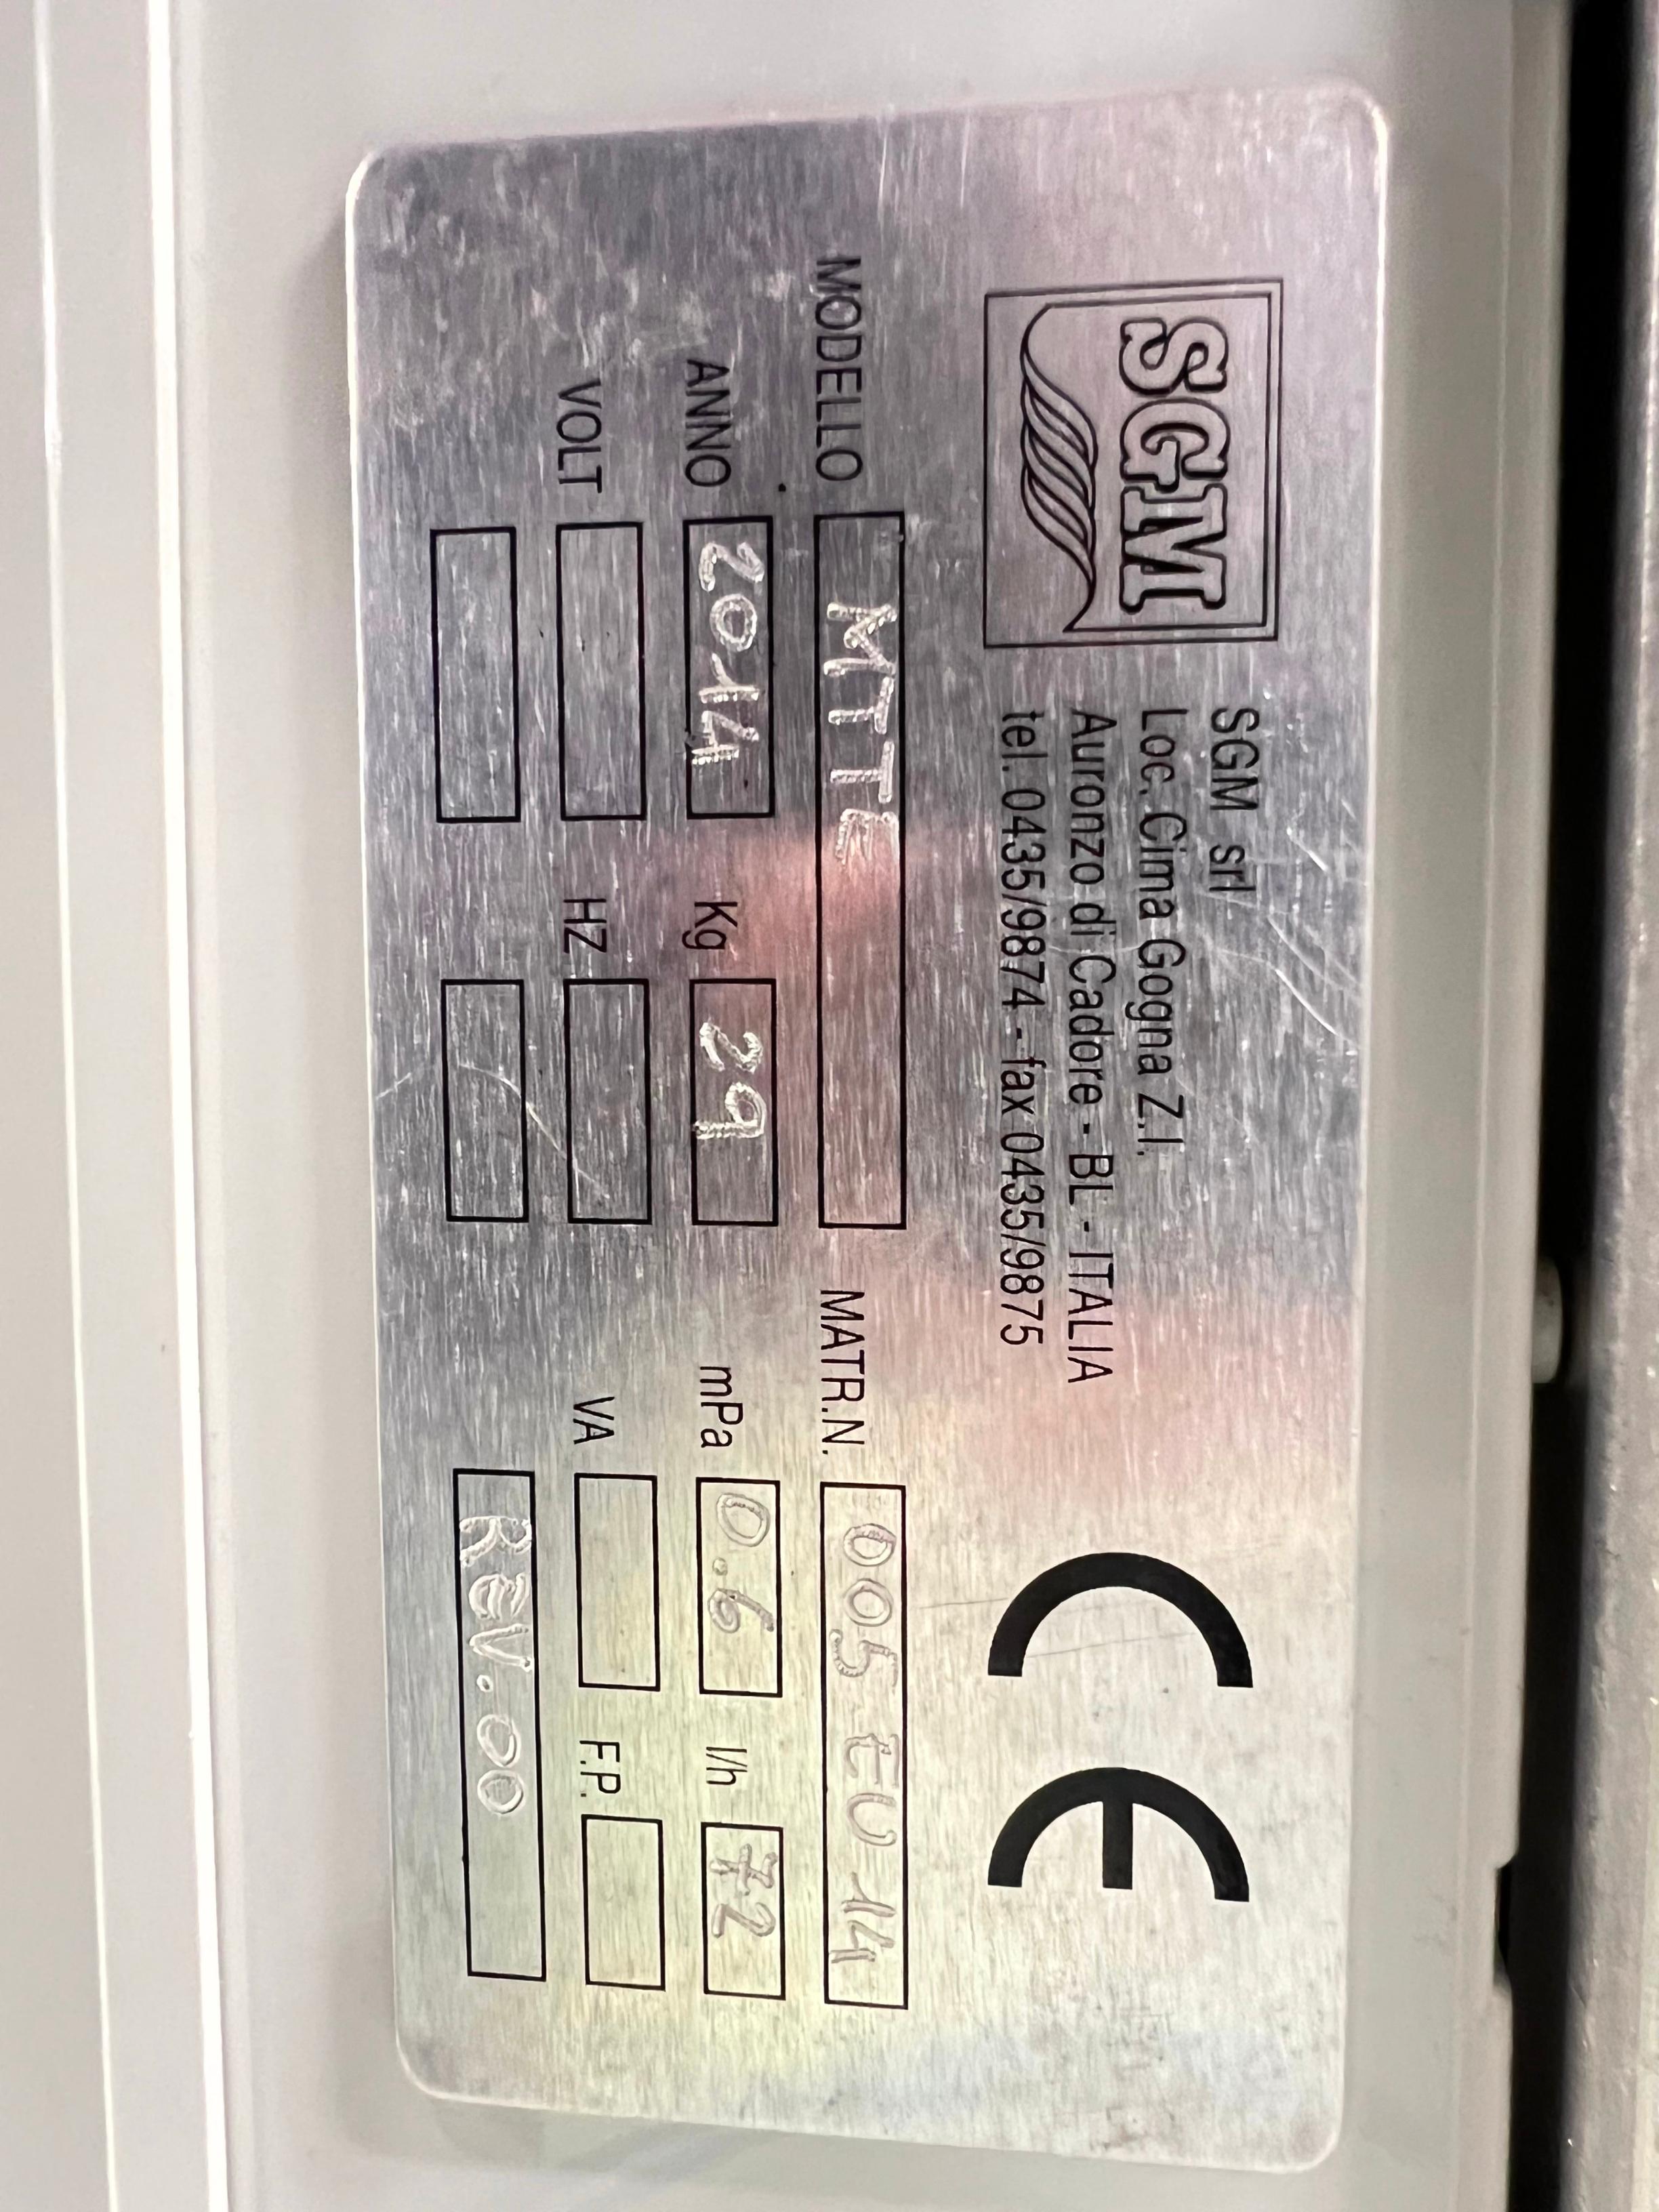 SGM
SGM srl
Loc. Cima Gogna Z.I.
Auronzo di Cadore - BL - ITALIA
tel. 0435/9874 - fax 0435/9875
CE
MODELLO MTTE MATR.N. 005 EU 14
ANNO 2014 Kg 29 mPa 0.6 l/h 72
VOLT HZ VA F.P.
REV.00